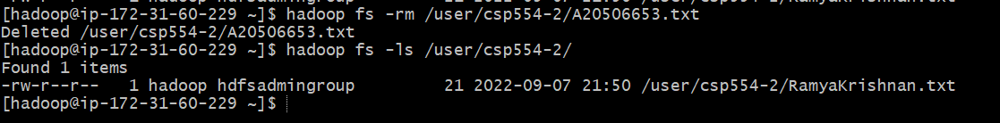 [hadoop@ip-172-31-60-229 ~]$ hadoop fs -rm /user/csp554-2/A20506653.txt
Deleted /user/csp554-2/A20506653.txt
[hadoop@ip-172-31-60-229 ~]$ hadoop fs -ls /user/csp554-2/
Found 1 items
-rw-r--r--   1 hadoop hdfsadmingroup         21 2022-09-07 21:50 /user/csp554-2/RamyaKrishnan.txt
[hadoop@ip-172-31-60-229 ~]$